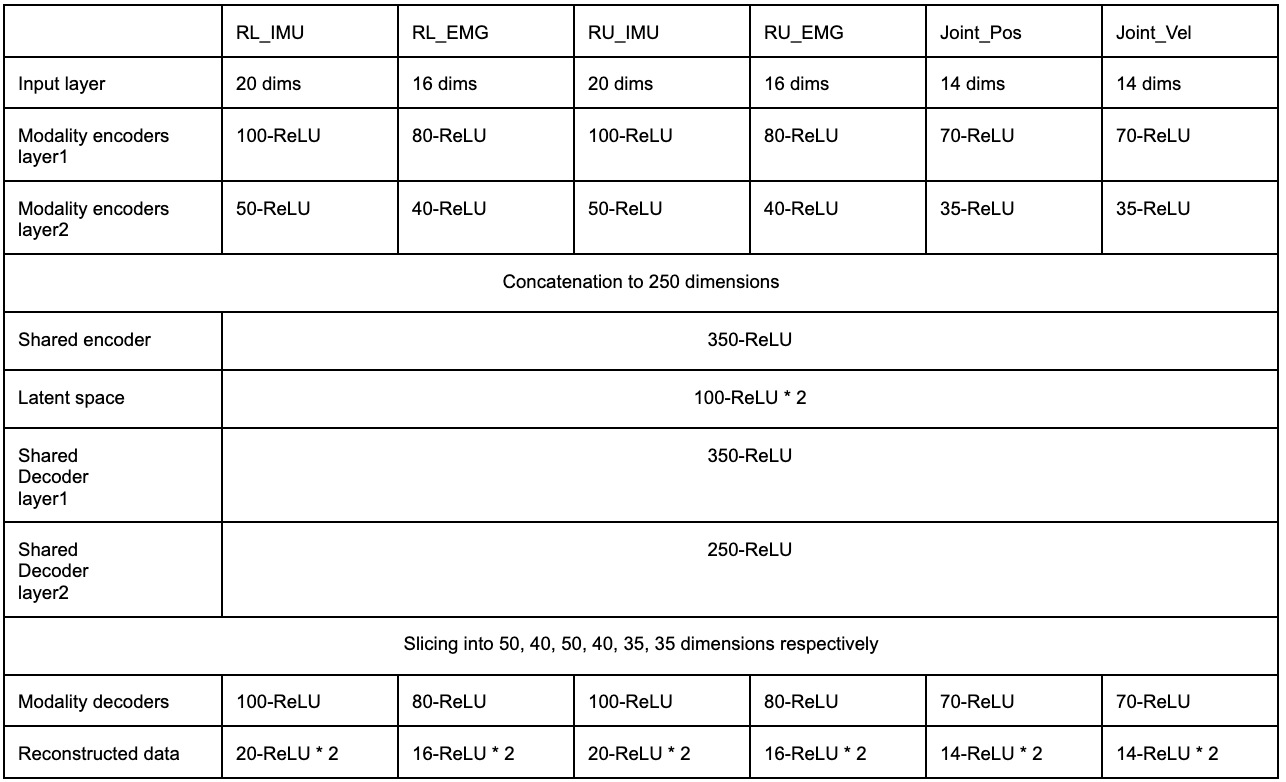 RL_IMU RL_EMG RU_IMU RU_EMG Joint_Pos Joint_Vel
Input layer 20 dims 16 dims 20 dims 16 dims 14 dims 14 dims
Modality encoders 100-ReLU 80-ReLU 100-ReLU 80-ReLU 70-ReLU 70-ReLU
layer1
Modality encoders 50-ReLU 40-ReLU 50-ReLU 40-ReLU 35-ReLU 35-ReLU
layer2
Concatenation to 250 dimensions
Shared encoder 350-ReLU
Latent space 100-ReLU * 2
Shared 350-ReLU
Decoder
layer1
Shared 250-ReLU
Decoder
layer2
Slicing into 50, 40, 50, 40, 35, 35 dimensions respectively
Modality decoders 100-ReLU 80-ReLU 100-ReLU 80-ReLU 70-ReLU 70-ReLU
Reconstructed data 20-ReLU * 2 16-ReLU * 2 20-ReLU * 2 16-ReLU * 2 14-ReLU * 2 14-ReLU * 2